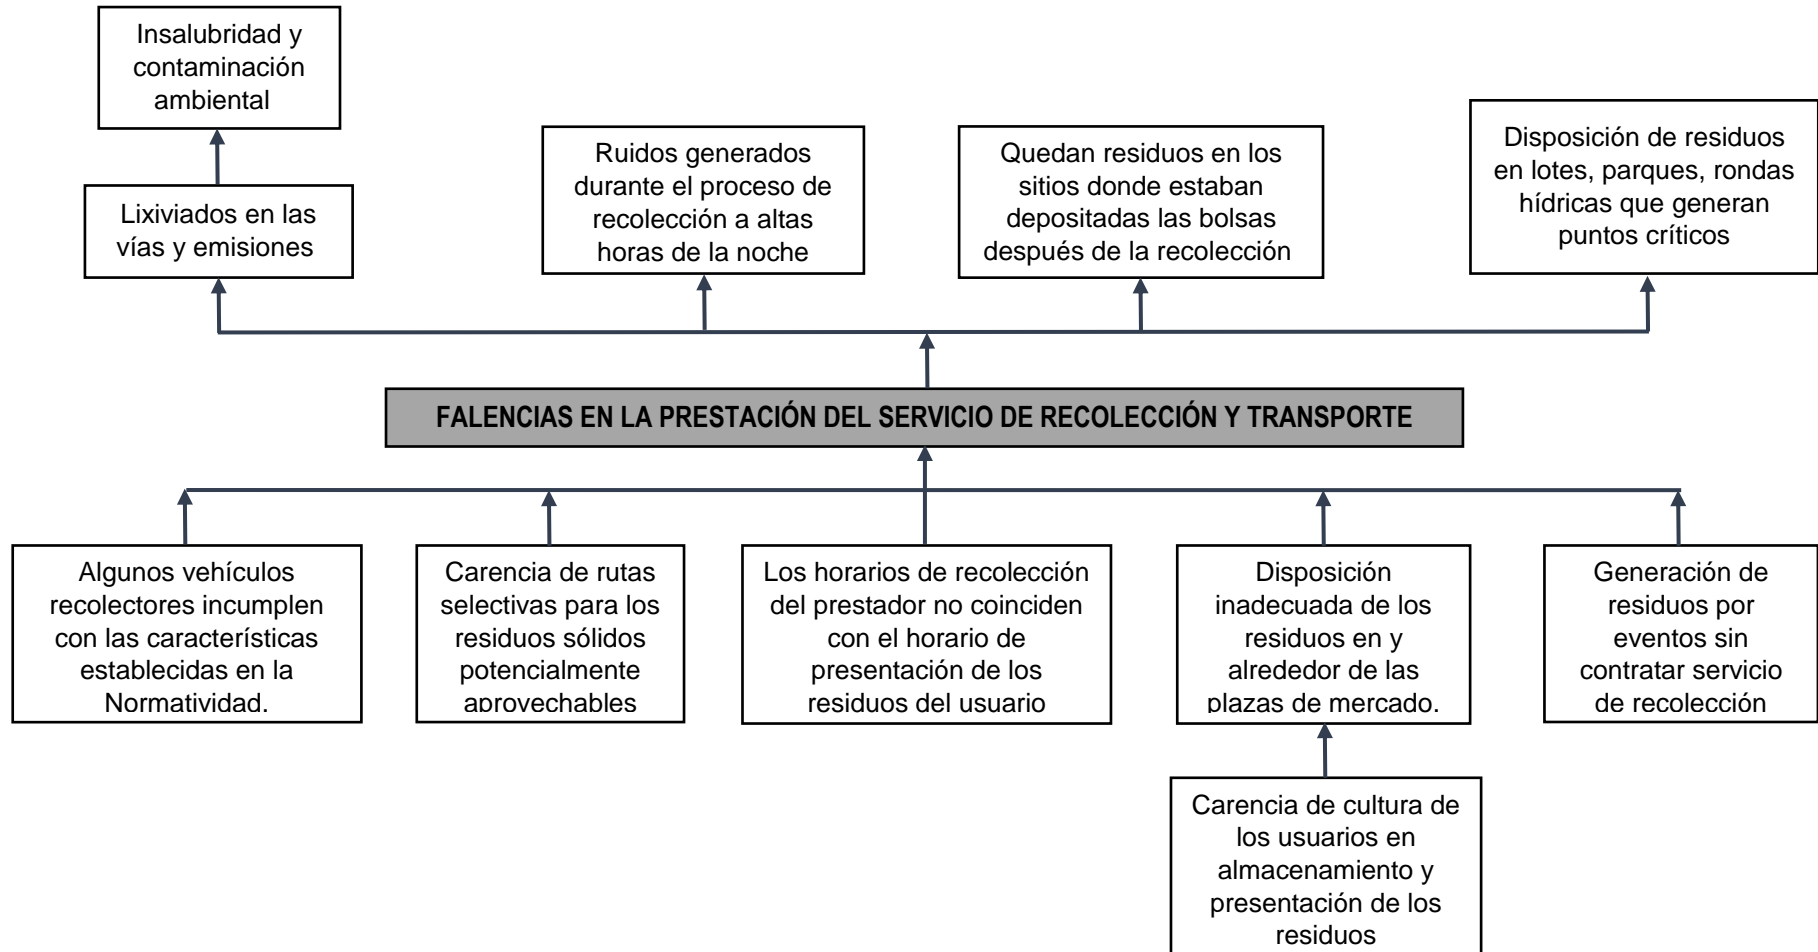 Insalubridad y
contaminación
ambiental
Lixiviados en las
vías y emisiones
Ruidos generados
durante el proceso de
recolección a altas
horas de la noche
Quedan residuos en los
sitios donde estaban
depositadas las bolsas
después de la recolección
Disposición de residuos
en lotes, parques, rondas
hídricas que generan
puntos críticos
FALENCIAS EN LA PRESTACIÓN DEL SERVICIO DE RECOLECCIÓN Y TRANSPORTE
Algunos vehículos
recolectores incumplen
con las características
establecidas en la
Normatividad.
Carencia de rutas
selectivas para los
residuos sólidos
potencialmente
aprovechables
Los horarios de recolección
del prestador no coinciden
con el horario de
presentación de los
residuos del usuario
Disposición
inadecuada de los
residuos en y
alrededor de las
plazas de mercado.
Generación de
residuos por
eventos sin
contratar servicio
de recolección
Carencia de cultura de
los usuarios en
almacenamiento y
presentación de los
residuos